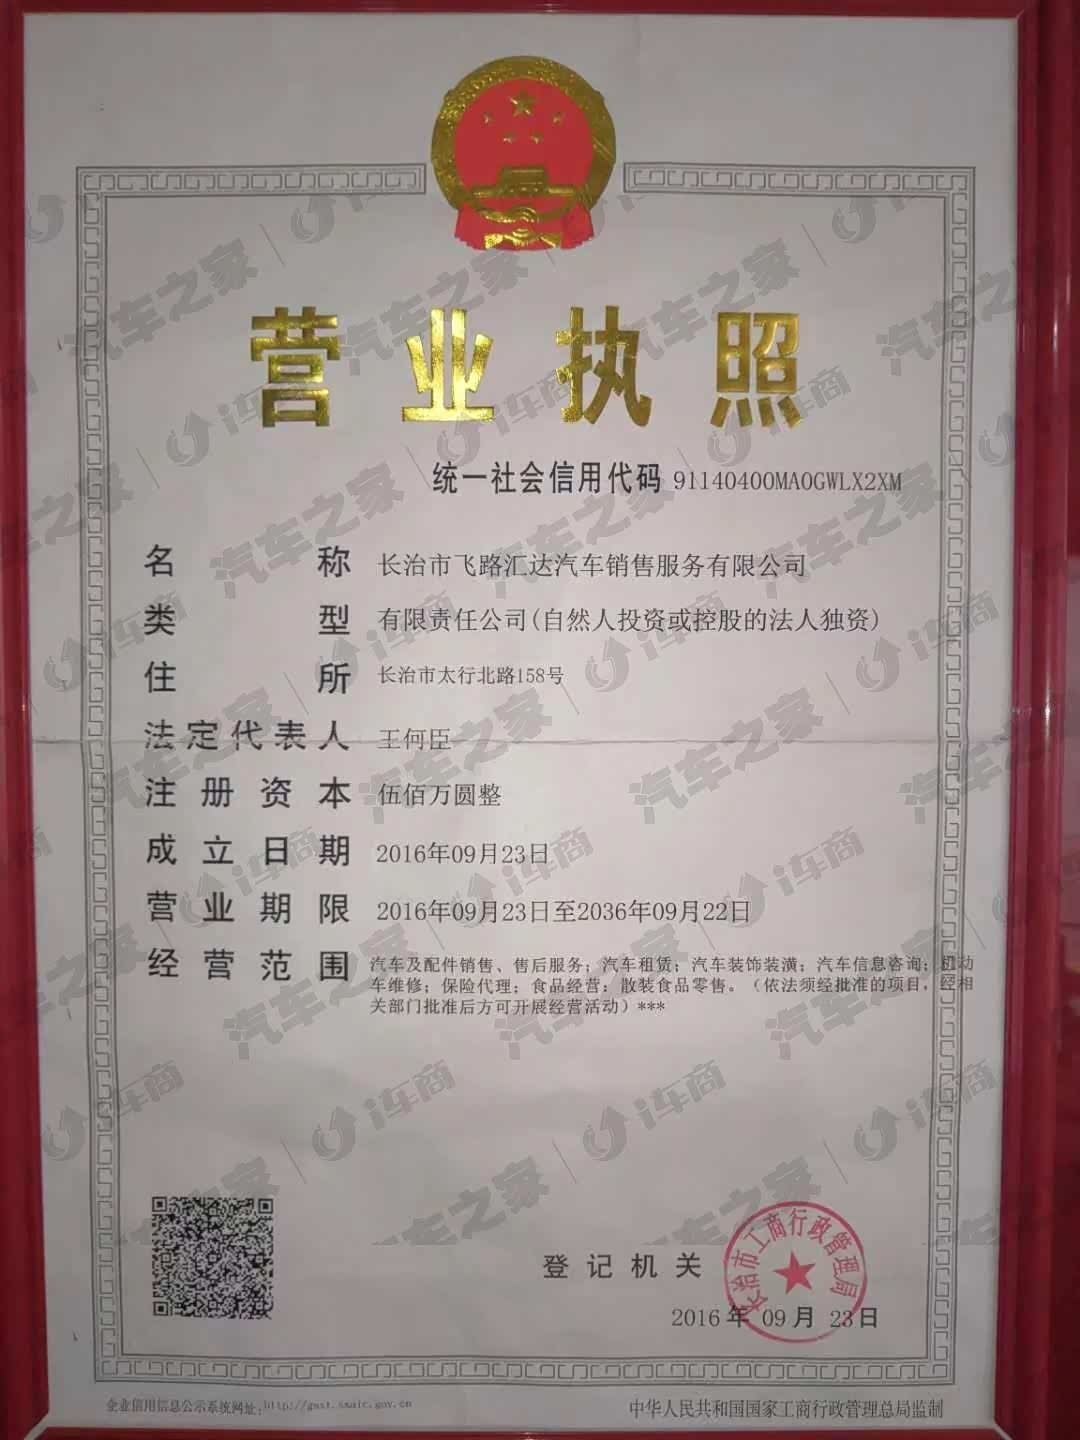 营业执照
统一社会信用代码 91140400MA0GWLX2XM
名称 长治市飞路汇达汽车销售服务有限公司
类型 有限责任公司(自然人投资或控股的法人独资)
住所 长治市太行北路158号
法定代表人 王何臣
注册资本 伍佰万圆整
成立日期 2016年09月23日
营业期限 2016年09月23日至2036年09月22日
经营范围 汽车及配件销售、售后服务；汽车租赁；汽车装饰装潢；汽车信息咨询；机动
车维修；保险代理；食品经营：散装食品零售。（依法须经批准的项目，经相
关部门批准后方可开展经营活动）***
登记机关
长治市工商行政管理局
2016年09月23日
企业信用信息公示系统网址：http://gsxt.sxaic.gov.cn
中华人民共和国国家工商行政管理总局监制
汽车之家 i车商